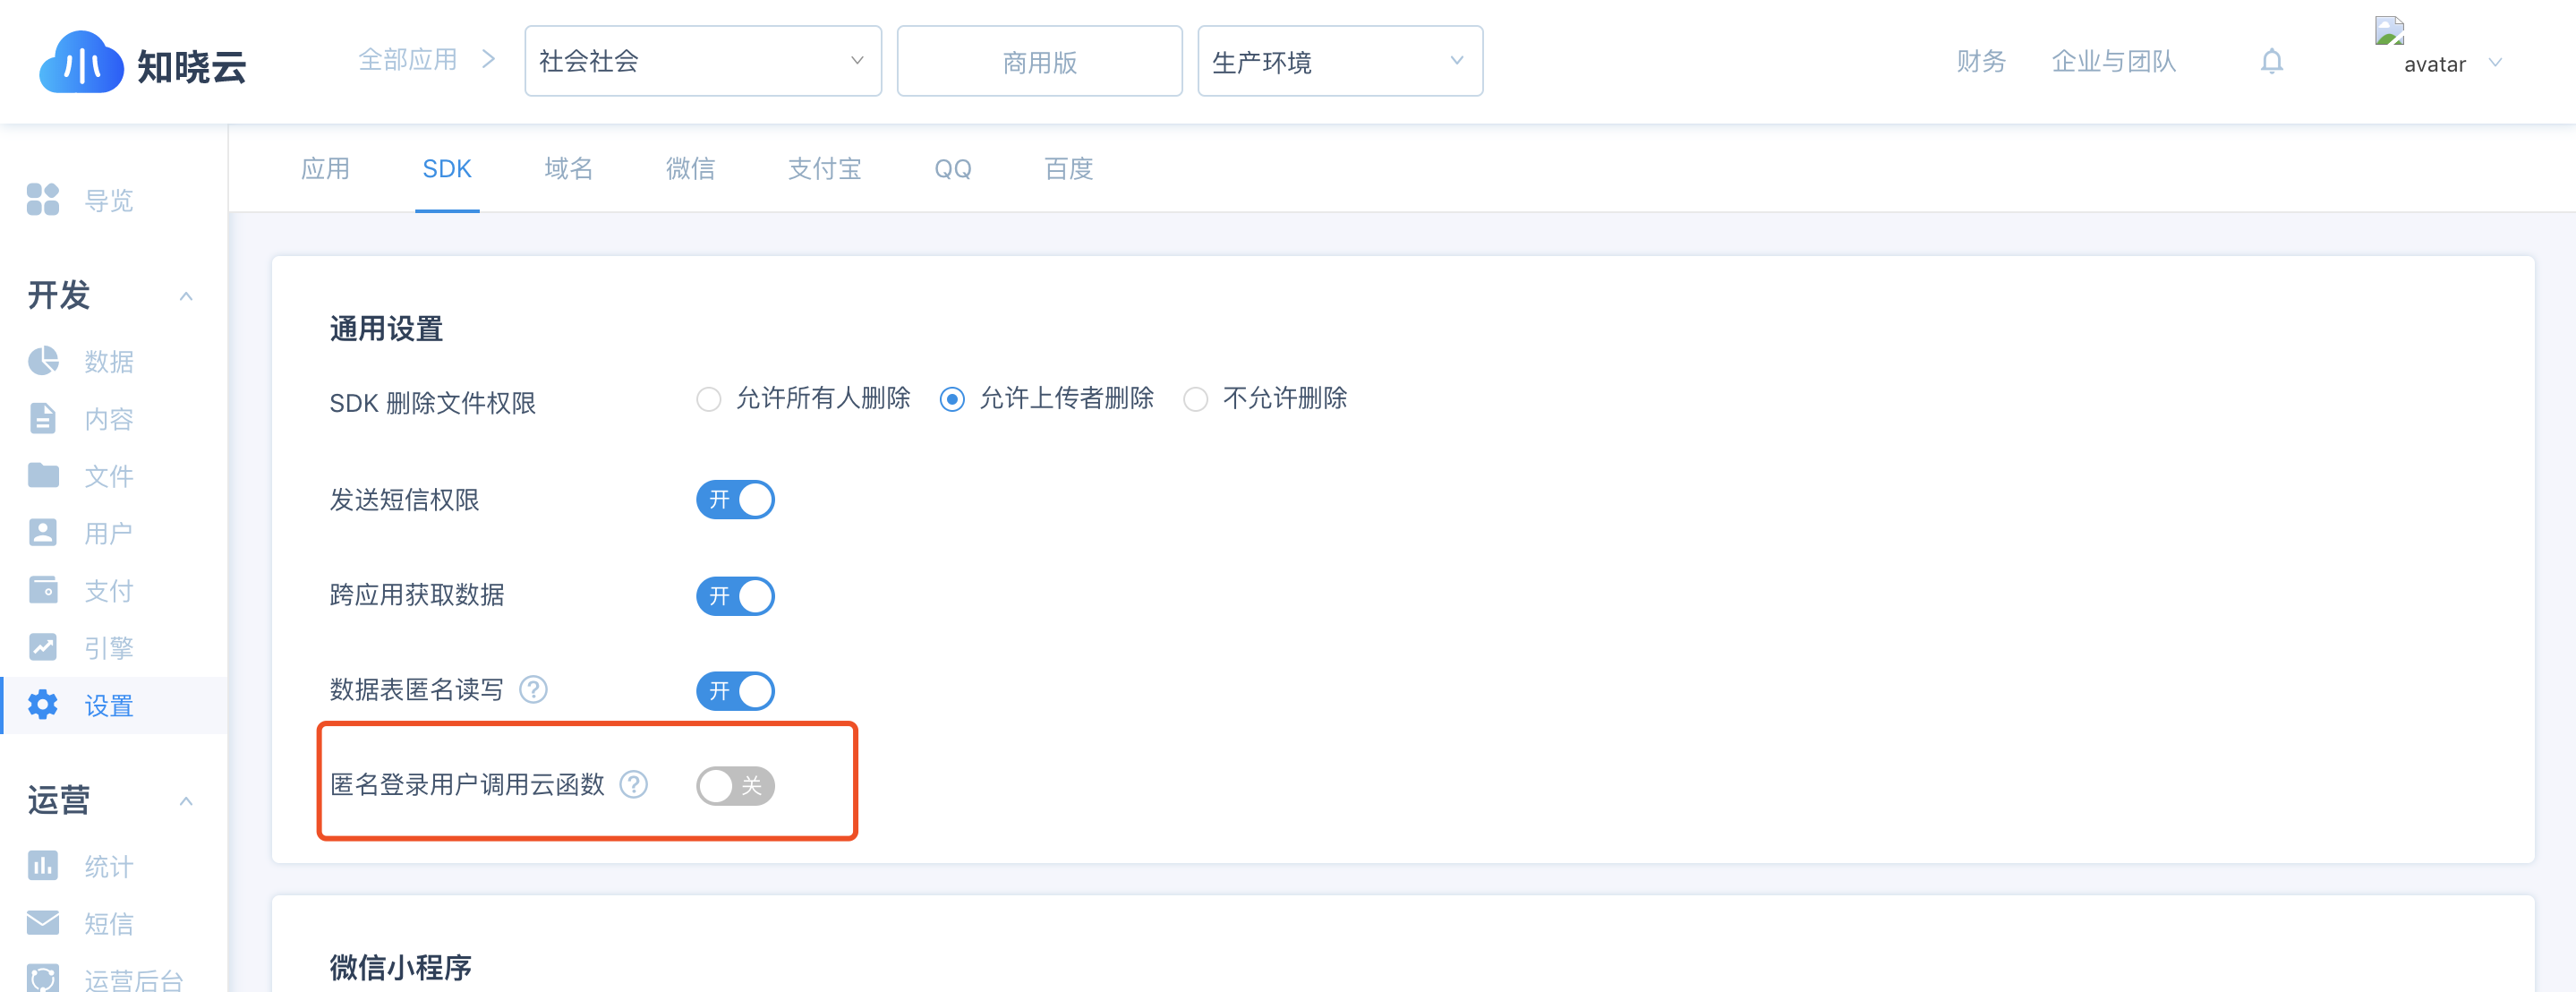 知晓云
全部应用 > 社会社会 商用版 生产环境 财务 企业与团队 avatar
应用 SDK 域名 微信 支付宝 QQ 百度
导览
开发
数据
内容
文件
用户
支付
引擎
设置
运营
统计
短信
运营后台
通用设置
SDK 删除文件权限 允许所有人删除 允许上传者删除 不允许删除
发送短信权限 开
跨应用获取数据 开
数据表匿名读写 ? 开
匿名登录用户调用云函数 ? 关
微信小程序